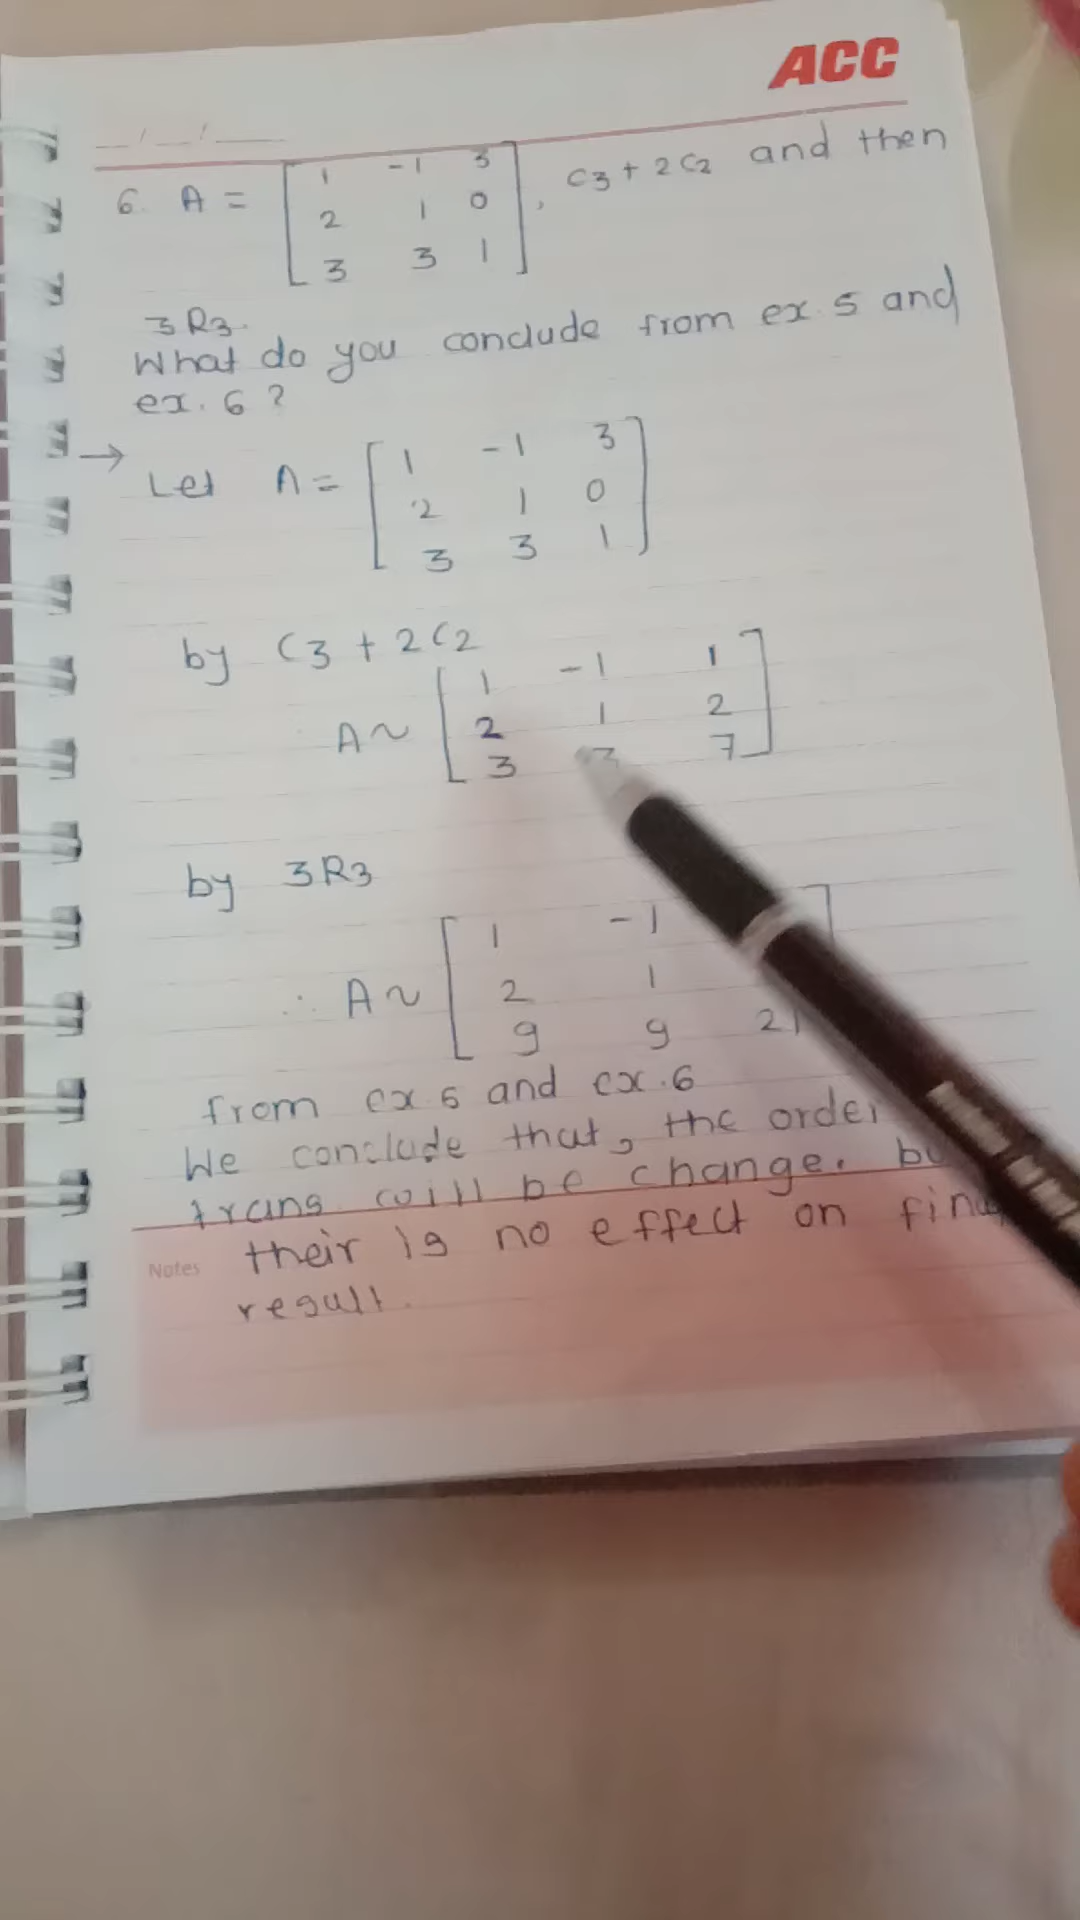 ACC
6. A = [ 1 -1 3
2 1 0
3 3 1 ] , C3 + 2C2 and then
3R3.
What do you conclude from ex. 5 and
ex. 6 ?
→ Let A = [ 1 -1 3
2 1 0
3 3 1 ]
by C3 + 2C2
A ~ [ 1 -1 1
2 1 2
3 3 7 ]
by 3R3
∴ A ~ [ 1 -1
2 1
9 9 21
from ex 5 and ex. 6
We conclude that, the order
trans will be change.
Notes their is no effect on
result.